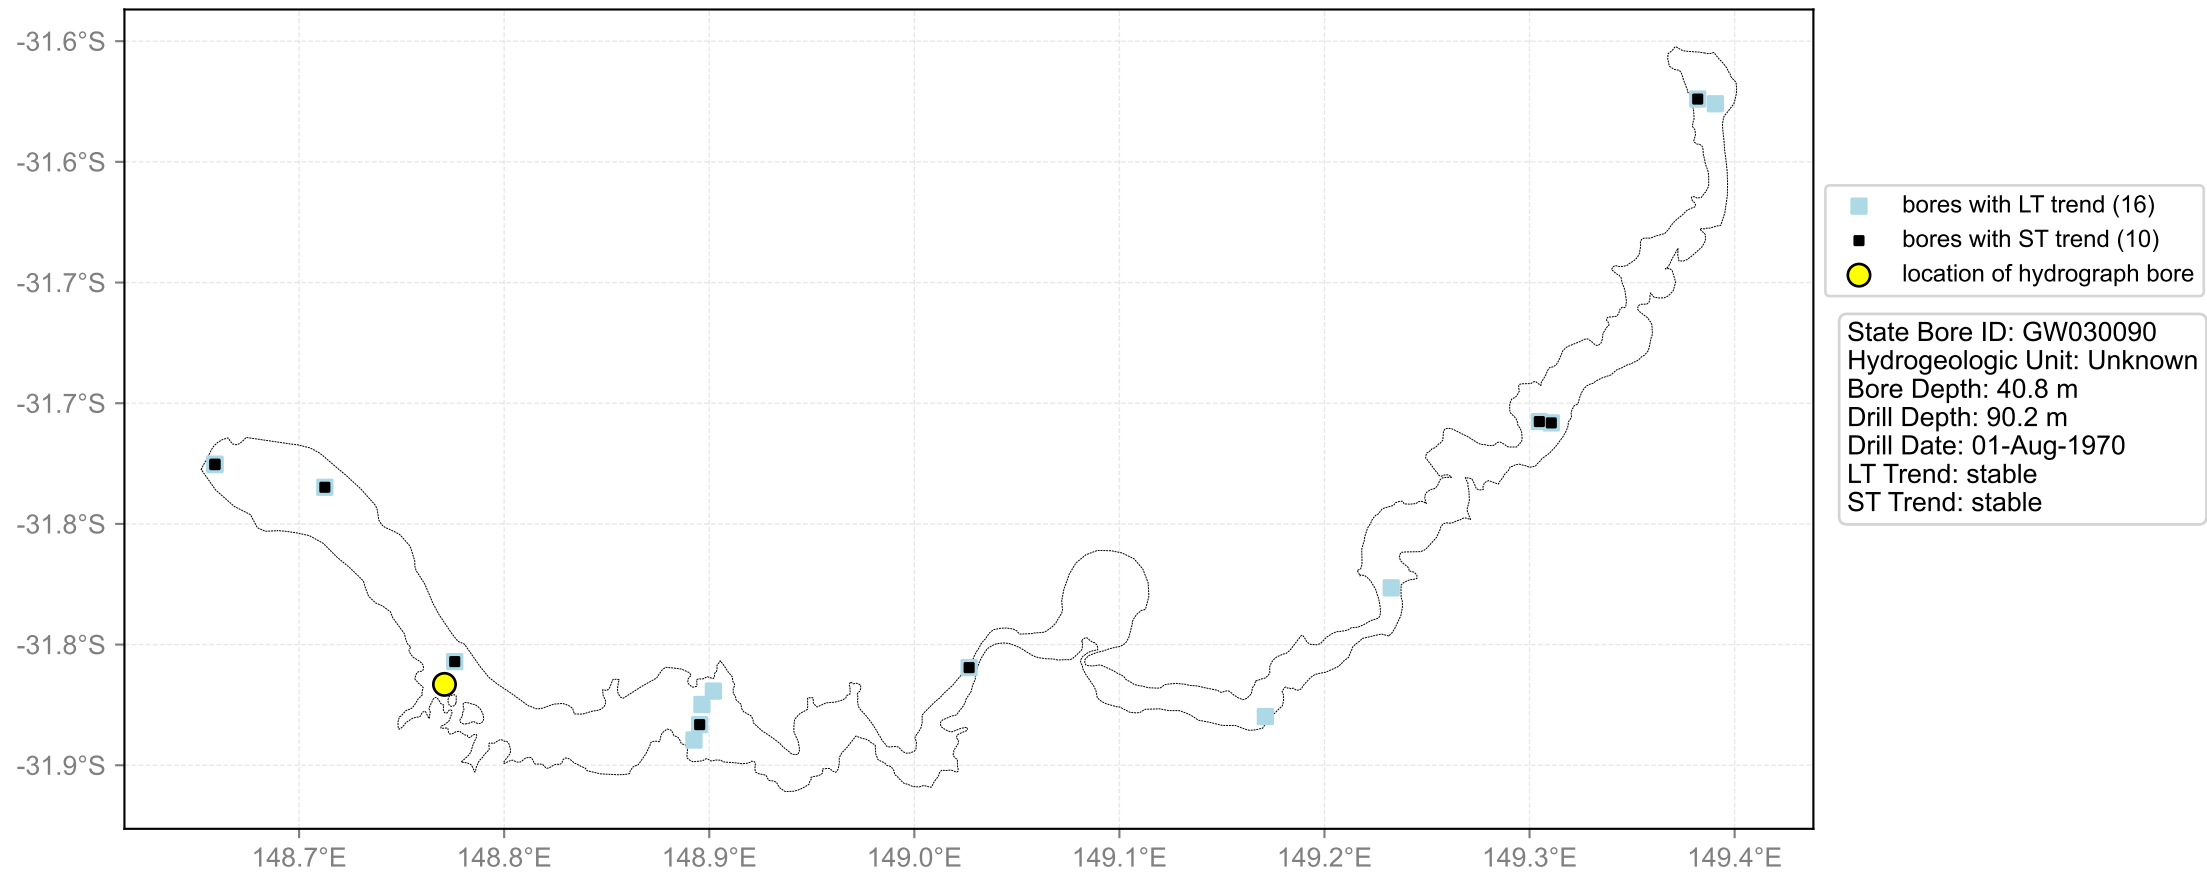 -31.6°S
-31.6°S
-31.7°S
-31.7°S
-31.8°S
-31.8°S
-31.9°S
148.7°E
148.8°E
148.9°E
149.0°E
149.1°E
149.2°E
149.3°E
149.4°E
bores with LT trend (16)
bores with ST trend (10)
location of hydrograph bore
State Bore ID: GW030090
Hydrogeologic Unit: Unknown
Bore Depth: 40.8 m
Drill Depth: 90.2 m
Drill Date: 01-Aug-1970
LT Trend: stable
ST Trend: stable